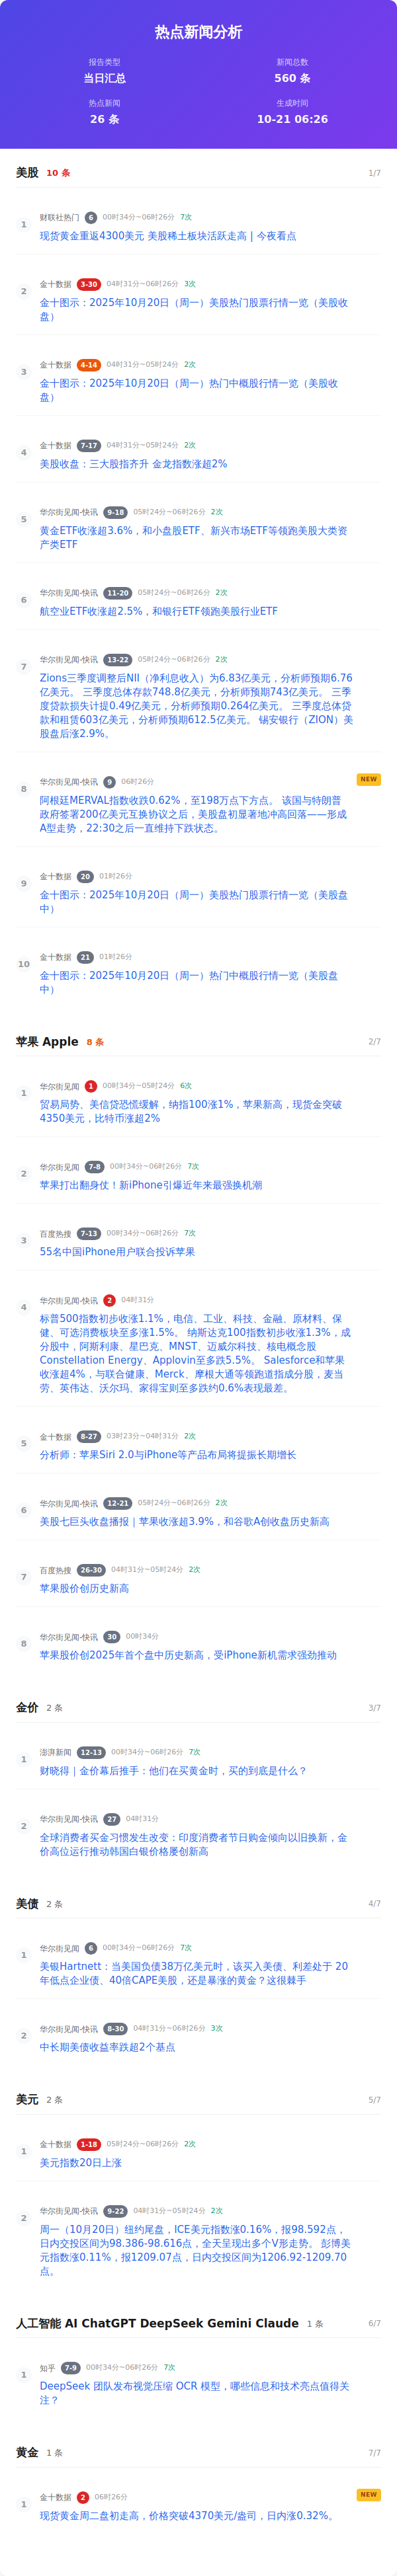 热点新闻分析
报告类型
当日汇总
新闻总数
560 条
热点新闻
26 条
生成时间
10-21 06:26
美股 10 条 1/7
1 财联社热门 6 00时34分~06时26分 7次
现货黄金重返4300美元 美股稀土板块活跃走高 | 今夜看点
2 金十数据 3-30 04时31分~06时26分 3次
金十图示：2025年10月20日（周一）美股热门股票行情一览（美股收
盘）
3 金十数据 4-14 04时31分~05时24分 2次
金十图示：2025年10月20日（周一）热门中概股行情一览（美股收
盘）
4 金十数据 7-17 04时31分~05时24分 2次
美股收盘：三大股指齐升 金龙指数涨超2%
5 华尔街见闻-快讯 9-18 05时24分~06时26分 2次
黄金ETF收涨超3.6%，和小盘股ETF、新兴市场ETF等领跑美股大类资
产类ETF
6 华尔街见闻-快讯 11-20 05时24分~06时26分 2次
航空业ETF收涨超2.5%，和银行ETF领跑美股行业ETF
7 华尔街见闻-快讯 13-22 05时24分~06时26分 2次
Zions三季度调整后NII（净利息收入）为6.83亿美元，分析师预期6.76
亿美元。 三季度总体存款748.8亿美元，分析师预期743亿美元。 三季
度贷款损失计提0.49亿美元，分析师预期0.264亿美元。 三季度总体贷
款和租赁603亿美元，分析师预期612.5亿美元。 锡安银行（ZION）美
股盘后涨2.9%。
8 华尔街见闻-快讯 9 06时26分 NEW
阿根廷MERVAL指数收跌0.62%，至198万点下方点。 该国与特朗普
政府签署200亿美元互换协议之后，美股盘初显著地冲高回落——形成
A型走势，22:30之后一直维持下跌状态。
9 金十数据 20 01时26分
金十图示：2025年10月20日（周一）美股热门股票行情一览（美股盘
中）
10 金十数据 21 01时26分
金十图示：2025年10月20日（周一）热门中概股行情一览（美股盘
中）
苹果 Apple 8 条 2/7
1 华尔街见闻 1 00时34分~05时24分 6次
贸易局势、美信贷恐慌缓解，纳指100涨1%，苹果新高，现货金突破
4350美元，比特币涨超2%
2 华尔街见闻 7-8 00时34分~06时26分 7次
苹果打出翻身仗！新iPhone引爆近年来最强换机潮
3 百度热搜 7-13 00时34分~06时26分 7次
55名中国iPhone用户联合投诉苹果
4 华尔街见闻-快讯 2 04时31分
标普500指数初步收涨1.1%，电信、工业、科技、金融、原材料、保
健、可选消费板块至多涨1.5%。 纳斯达克100指数初步收涨1.3%，成
分股中，阿斯利康、星巴克、MNST、迈威尔科技、核电概念股
Constellation Energy、Applovin至多跌5.5%。 Salesforce和苹果
收涨超4%，与联合健康、Merck、摩根大通等领跑道指成分股，麦当
劳、英伟达、沃尔玛、家得宝则至多跌约0.6%表现最差。
5 金十数据 8-27 03时23分~04时31分 2次
分析师：苹果Siri 2.0与iPhone等产品布局将提振长期增长
6 华尔街见闻-快讯 12-21 05时24分~06时26分 2次
美股七巨头收盘播报｜苹果收涨超3.9%，和谷歌A创收盘历史新高
7 百度热搜 26-30 04时31分~05时24分 2次
苹果股价创历史新高
8 华尔街见闻-快讯 30 00时34分
苹果股价创2025年首个盘中历史新高，受iPhone新机需求强劲推动
金价 2 条 3/7
1 澎湃新闻 12-13 00时34分~06时26分 7次
财晓得｜金价幕后推手：他们在买黄金时，买的到底是什么？
2 华尔街见闻-快讯 27 04时31分
全球消费者买金习惯发生改变：印度消费者节日购金倾向以旧换新，金
价高位运行推动韩国白银价格屡创新高
美债 2 条 4/7
1 华尔街见闻 6 00时34分~06时26分 7次
美银Hartnett：当美国负债38万亿美元时，该买入美债、利差处于 20
年低点企业债、40倍CAPE美股，还是暴涨的黄金？这很棘手
2 华尔街见闻-快讯 8-30 04时31分~06时26分 3次
中长期美债收益率跌超2个基点
美元 2 条 5/7
1 金十数据 1-18 05时24分~06时26分 2次
美元指数20日上涨
2 华尔街见闻-快讯 9-22 04时31分~05时24分 2次
周一（10月20日）纽约尾盘，ICE美元指数涨0.16%，报98.592点，
日内交投区间为98.386-98.616点，全天呈现出多个V形走势。 彭博美
元指数涨0.11%，报1209.07点，日内交投区间为1206.92-1209.70
点。
人工智能 AI ChatGPT DeepSeek Gemini Claude 1 条 6/7
1 知乎 7-9 00时34分~06时26分 7次
DeepSeek 团队发布视觉压缩 OCR 模型，哪些信息和技术亮点值得关
注？
黄金 1 条 7/7
1 金十数据 2 06时26分 NEW
现货黄金周二盘初走高，价格突破4370美元/盎司，日内涨0.32%。